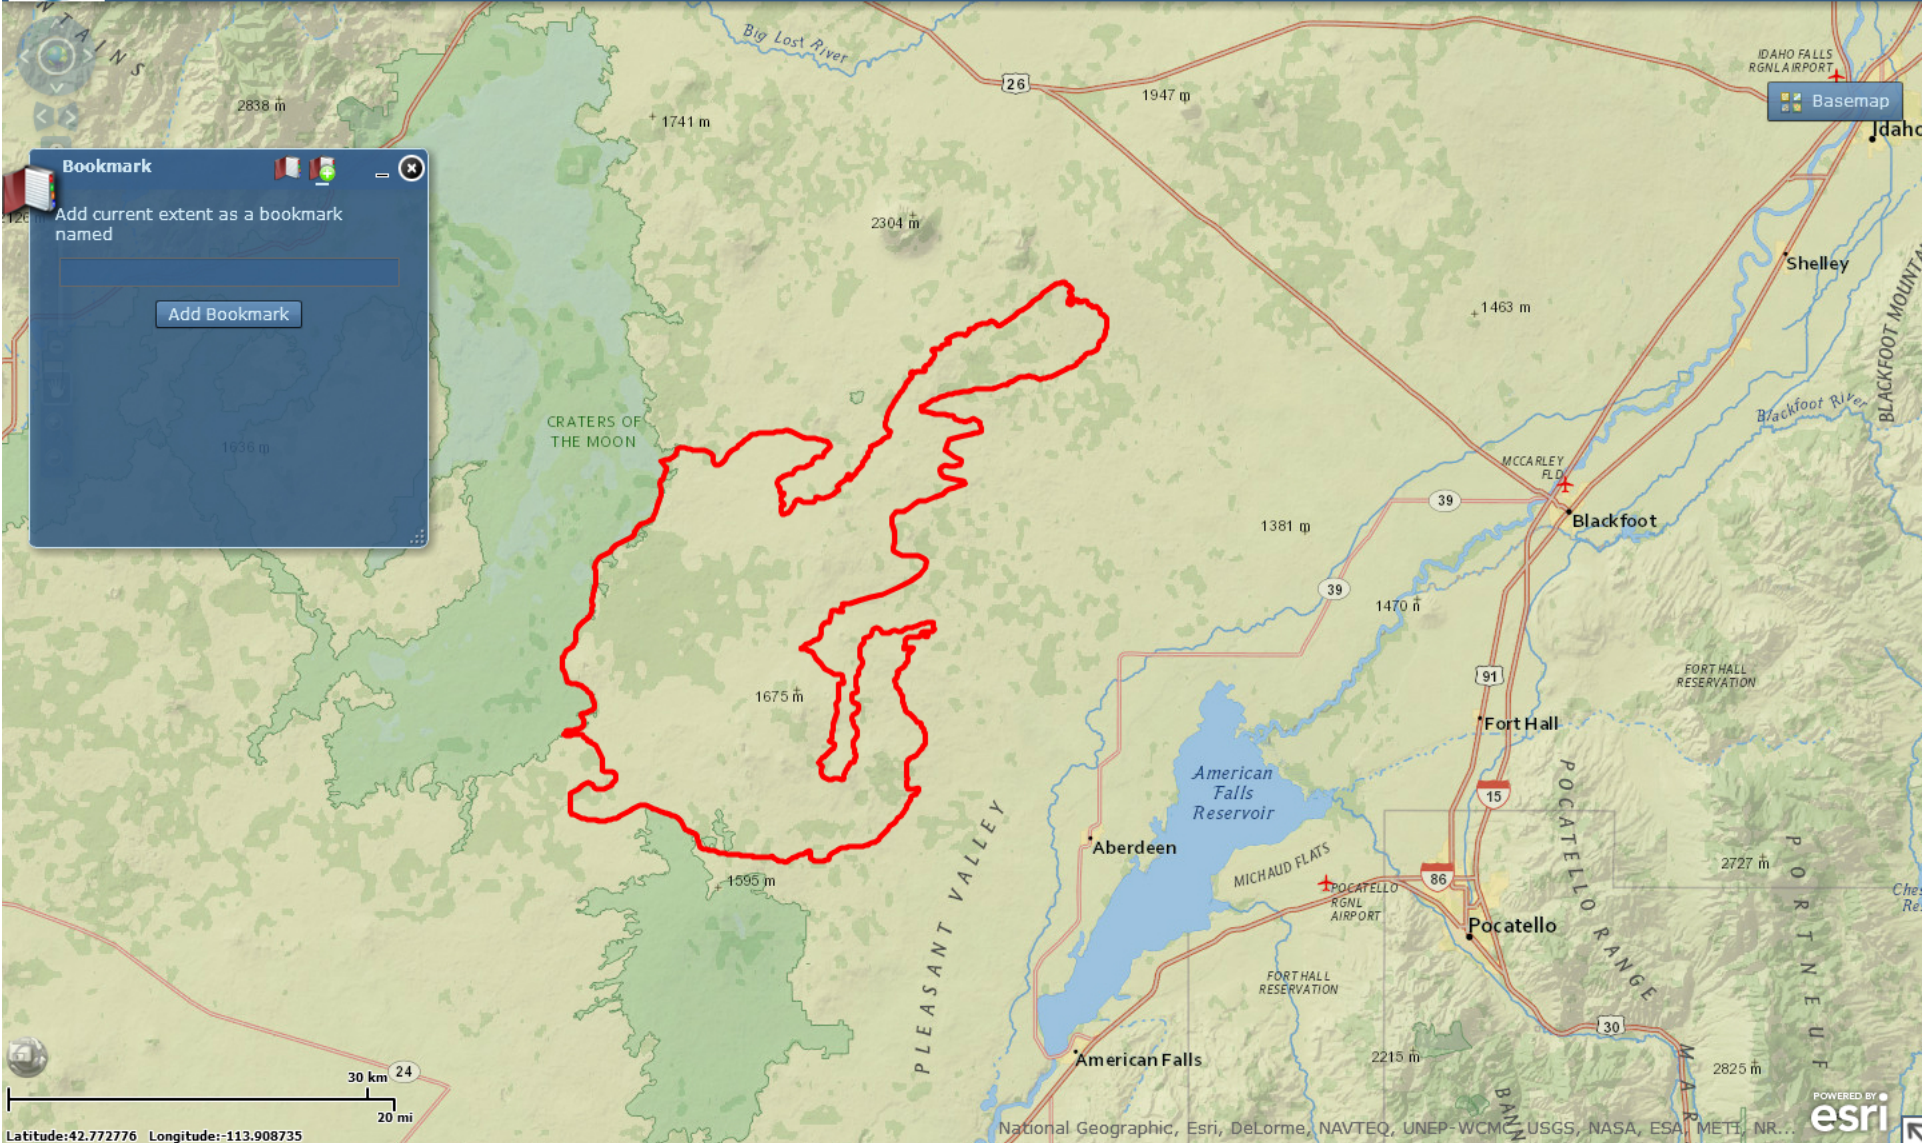 N T A I N S
Big Lost River
26
1947 m
IDAHO FALLS
RGNL AIRPORT
Basemap
Idaho
2838 m
1741 m
Bookmark
Add current extent as a bookmark
named
Add Bookmark
1636 m
2304 m
1463 m
Shelley
BLACKFOOT MOUNTA
Blackfoot River
CRATERS OF
THE MOON
MCCARLEY
FLD
39
Blackfoot
1381 m
39
1470 m
FORT HALL
RESERVATION
91
1675 m
Fort Hall
American
Falls
Reservoir
15
POCATELLO RANGE
PORTNEUF
PLEASANT VALLEY
Aberdeen
MICHAUD FLATS
86
2727 m
1595 m
POCATELLO
RGNL
AIRPORT
Ches
Re
Pocatello
FORT HALL
RESERVATION
30
American Falls
2215 m
2825 m
M A R
BANN
24
30 km
20 mi
POWERED BY
esri
National Geographic, Esri, DeLorme, NAVTEQ, UNEP-WCMC, USGS, NASA, ESA, METI, NR...
Latitude:42.772776 Longitude:-113.908735